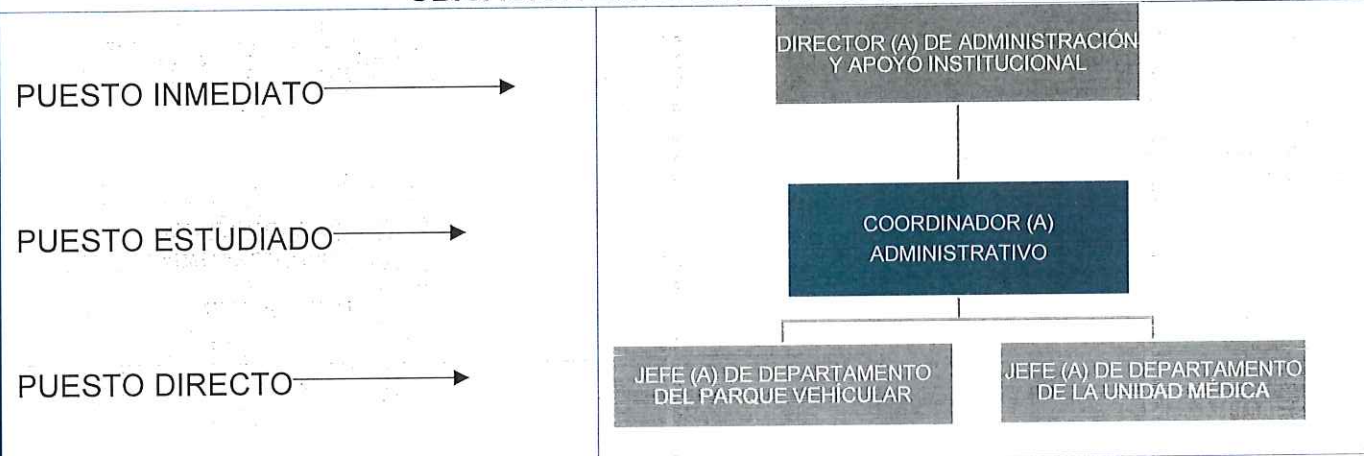 PUESTO INMEDIATO
DIRECTOR (A) DE ADMINISTRACIÓN
Y APOYO INSTITUCIONAL
PUESTO ESTUDIADO
COORDINADOR (A)
ADMINISTRATIVO
PUESTO DIRECTO
JEFE (A) DE DEPARTAMENTO
DEL PARQUE VEHÍCULAR
JEFE (A) DE DEPARTAMENTO
DE LA UNIDAD MÉDICA